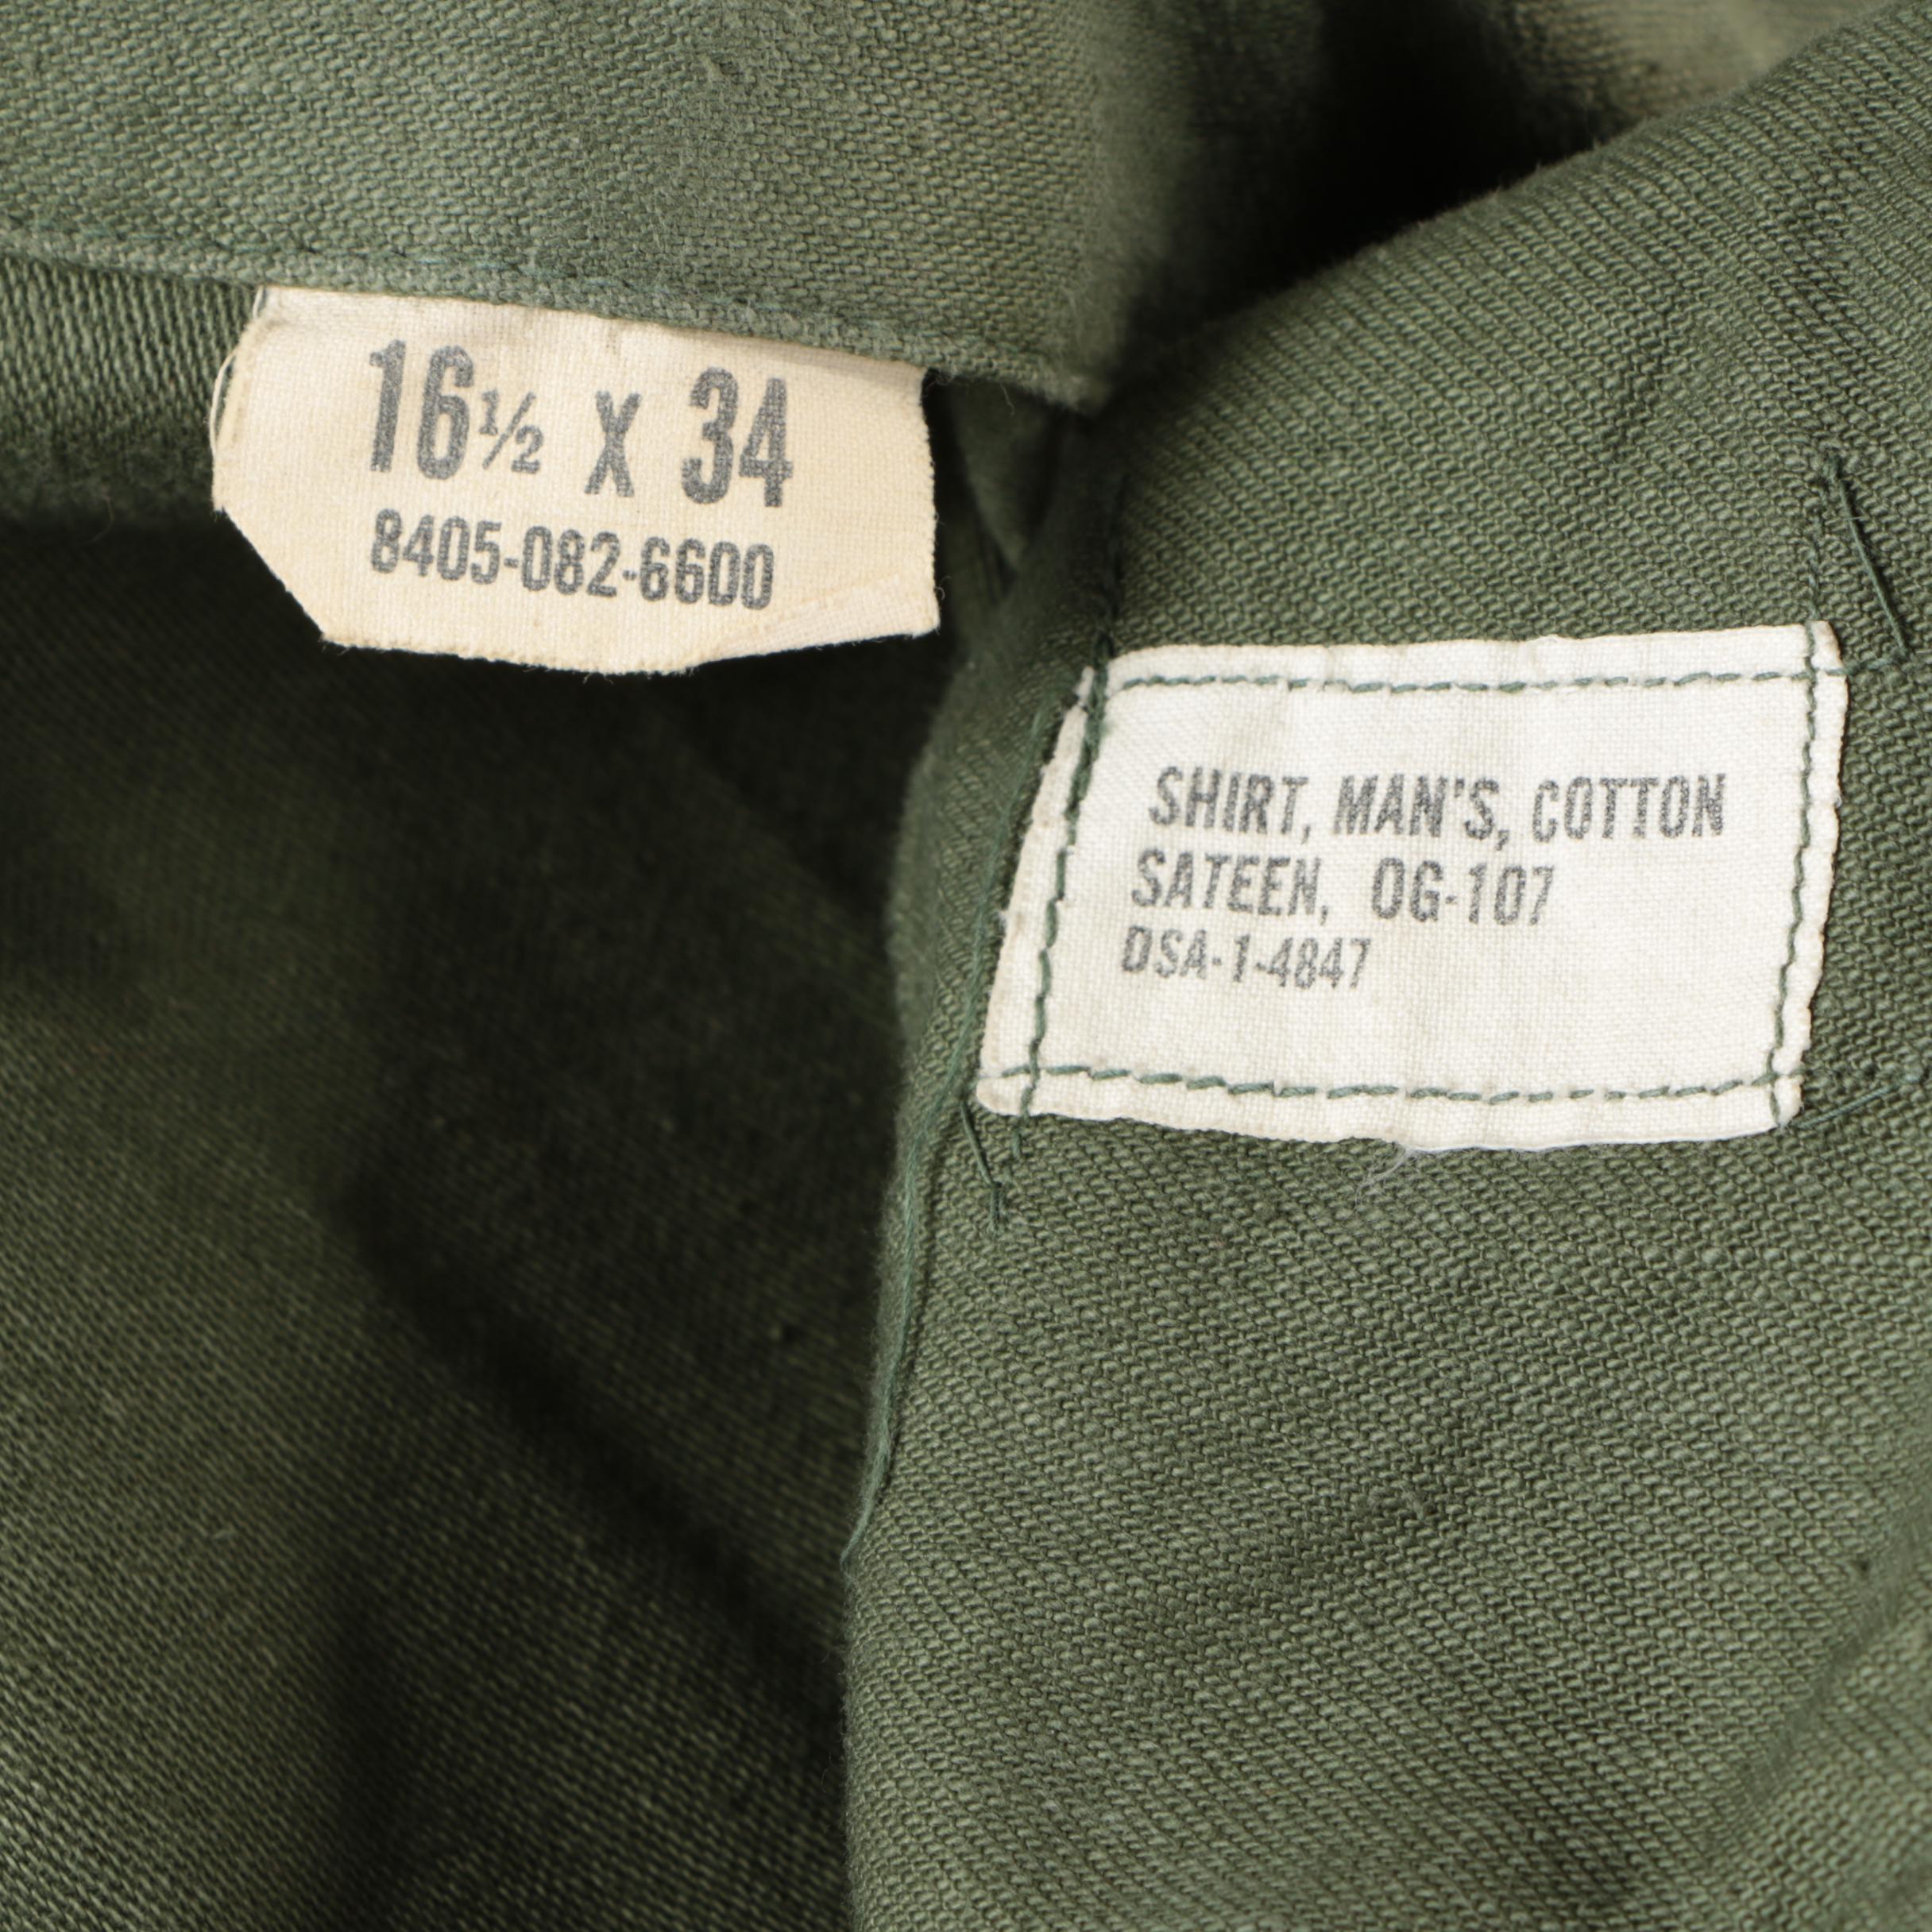 16½ X 34
8405-082-6600
SHIRT, MAN'S, COTTON
SATEEN, OG-107
DSA-1-4847